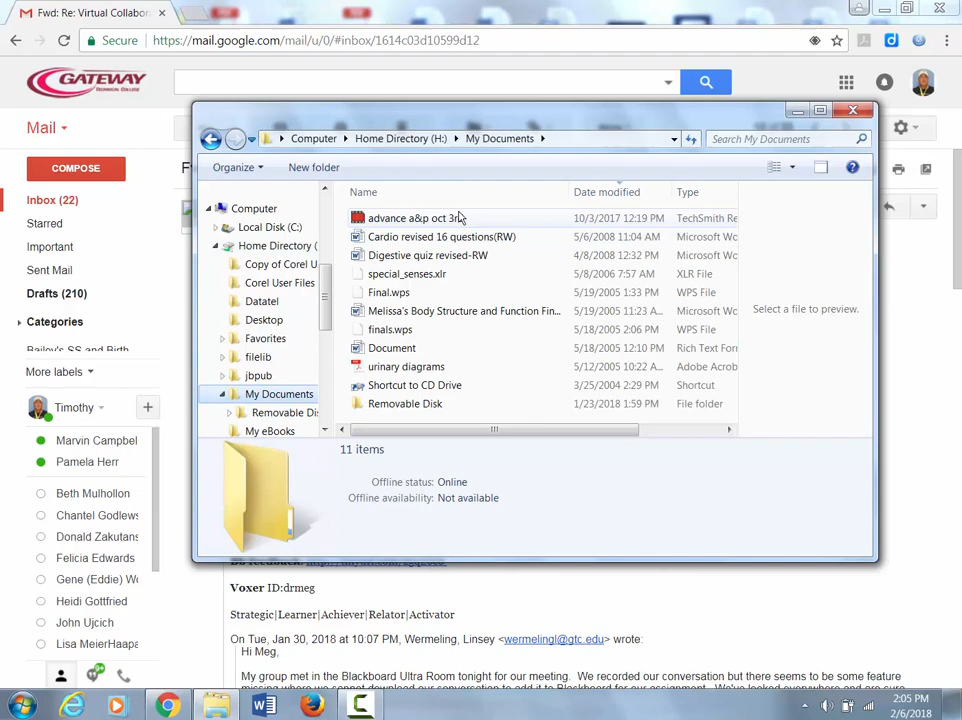 Fwd: Re: Virtual Collabor
Secure
https://mail.google.com/mail/u/0/#inbox/1614c03d10599d12
GATEWAY
TECHNICAL COLLEGE
Mail
COMPOSE
Inbox (22)
Starred
Important
Sent Mail
Drafts (210)
Categories
Bailey's SS and Birth
More labels
Timothy
Marvin Campbel
Pamela Herr
Beth Mulhollon
Chantel Godlews
Donald Zakutans
Felicia Edwards
Gene (Eddie) Wo
Heidi Gottfried
John Ujcich
Lisa MeierHaapa
Computer
Home Directory (H:)
My Documents
Search My Documents
Organize
New folder
Computer
Local Disk (C:)
Home Directory (
Copy of Corel U
Corel User Files
Datatel
Desktop
Favorites
filelib
jbpub
My Documents
Removable Dis
My eBooks
Name Date modified Type
advance a&p oct 3r 10/3/2017 12:19 PM TechSmith Re
Cardio revised 16 questions(RW) 5/6/2008 11:04 AM Microsoft Wo
Digestive quiz revised-RW 4/8/2008 12:32 PM Microsoft Wo
special_senses.xlr 5/8/2006 7:57 AM XLR File
Final.wps 5/19/2005 1:33 PM WPS File
Melissa's Body Structure and Function Fin... 5/19/2005 11:23 A... Microsoft Wo
finals.wps 5/18/2005 2:06 PM WPS File
Document 5/18/2005 12:10 PM Rich Text Form
urinary diagrams 5/12/2005 10:22 A... Adobe Acrob
Shortcut to CD Drive 3/25/2004 2:29 PM Shortcut
Removable Disk 1/23/2018 1:59 PM File folder
Select a file to preview.
11 items
Offline status: Online
Offline availability: Not available
Voxer ID:drmeg
Strategic|Learner|Achiever|Relator|Activator
On Tue, Jan 30, 2018 at 10:07 PM, Wermeling, Linsey <wermelingl@gtc.edu> wrote:
Hi Meg,
My group met in the Blackboard Ultra Room tonight for our meeting. We recorded our conversation but there seems to be some feature
2:05 PM
2/6/2018